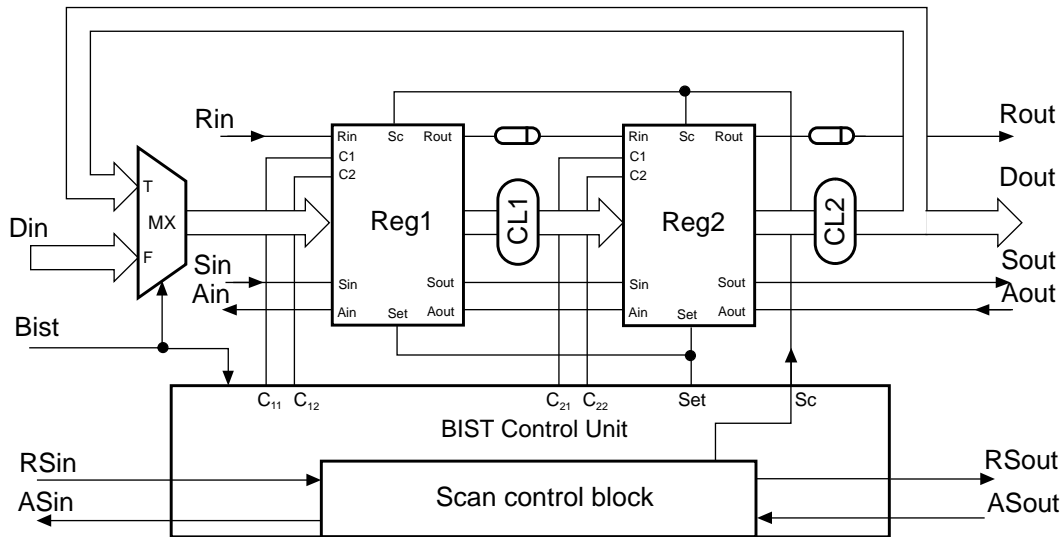 Rin
Rout
Rin
Sc
Rout
Rin
Sc
Rout
C1
C2
C1
C2
Dout
T
MX
F
Din
Reg1
CL1
Reg2
CL2
Sin
Sout
Sin
Sout
Sin
Sout
Ain
Aout
Ain
Set
Aout
Ain
Set
Aout
Bist
C₁₁
C₁₂
C₂₁
C₂₂
Set
Sc
BIST Control Unit
RSin
RSout
Scan control block
ASin
ASout